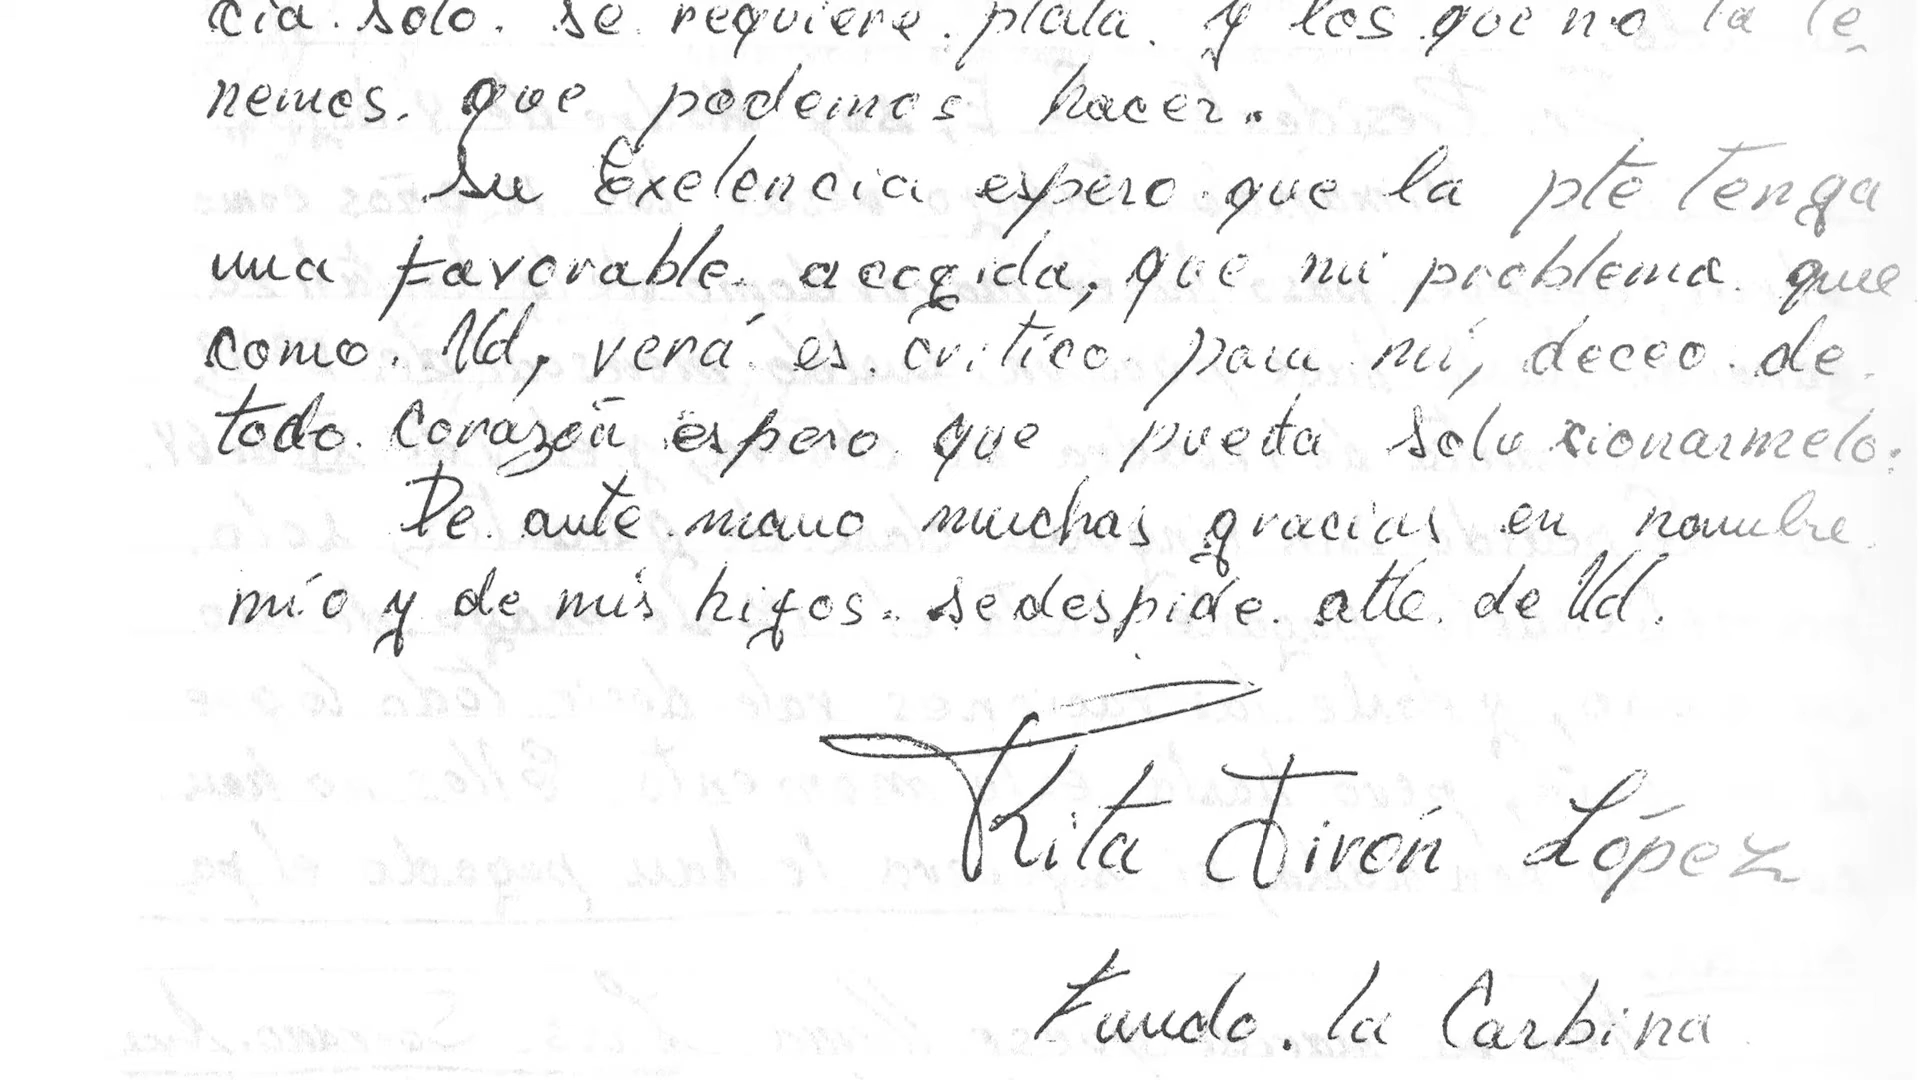 cia. solo. se requiere. plata. y los que no la te
nemos. que podemos hacer.
Su Exelencia espero que la pte tenga
una favorable. acogida, que mi problema. que
como. Ud, verá es. crítico. para mí, deceo. de
todo. Corazón espero que pueda solucionarmelo.
De. ante. mano muchas gracias en nombre.
mío y de mis hijos. se despide. atte. de Ud.
Rita Jirón López
Fundo. la Carbina